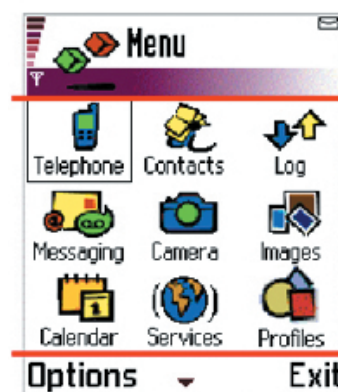 Menu
Telephone Contacts Log
Messaging Camera Images
Calendar Services Profiles
Options Exit